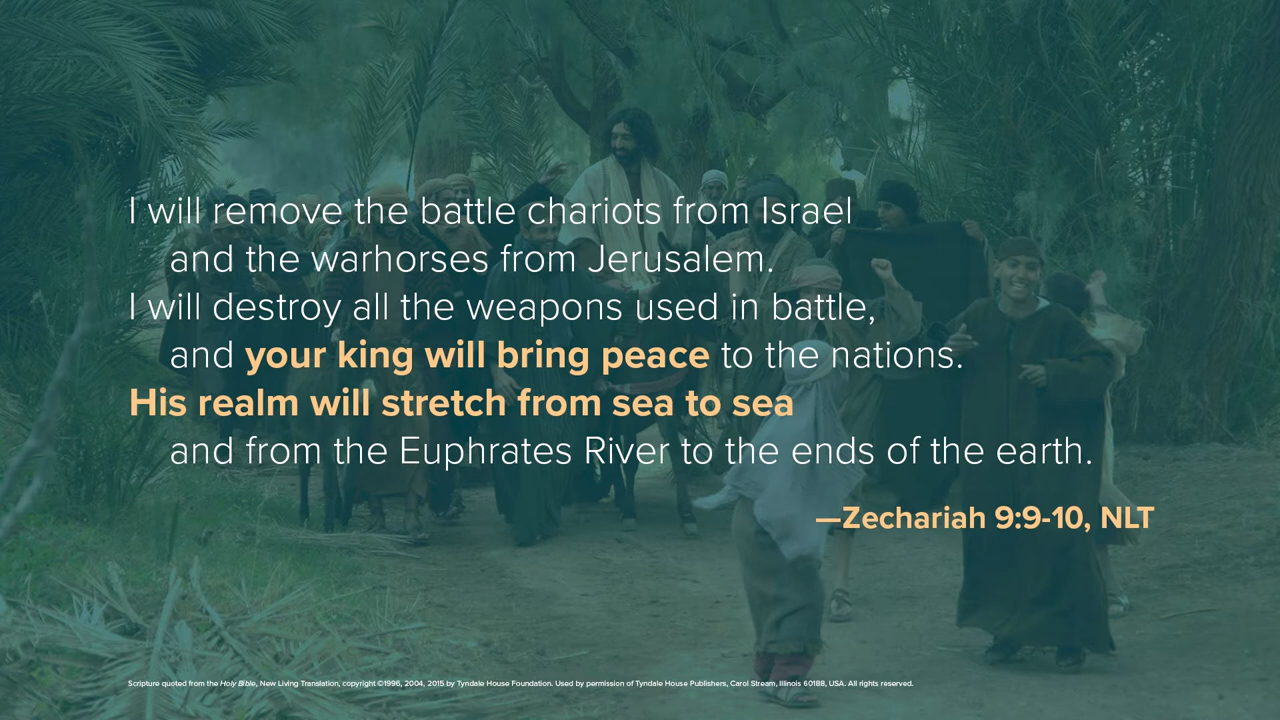 I will remove the battle chariots from Israel
and the warhorses from Jerusalem.
I will destroy all the weapons used in battle,
and your king will bring peace to the nations.
His realm will stretch from sea to sea
and from the Euphrates River to the ends of the earth.
—Zechariah 9:9-10, NLT
Scripture quoted from the Holy Bible, New Living Translation, copyright ©1996, 2004, 2015 by Tyndale House Foundation. Used by permission of Tyndale House Publishers, Carol Stream, Illinois 60188, USA. All rights reserved.